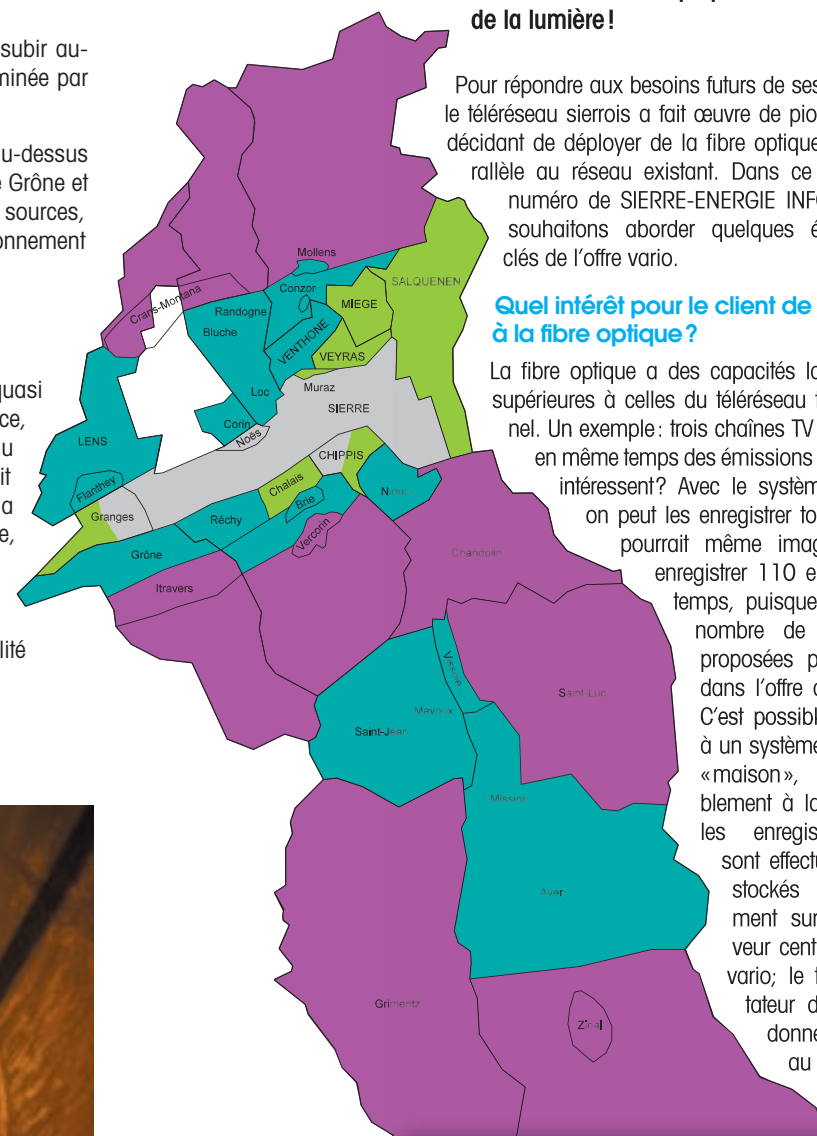 subir au-
minée par
u-dessus
e Grône et
sources,
onnement
quasi
ce,
u
it
a
e,
lité
de la lumière !
Pour répondre aux besoins futurs de ses
le téléréseau sierrois a fait œuvre de pio
décidant de déployer de la fibre optique
rallèle au réseau existant. Dans ce
numéro de SIERRE-ENERGIE INFO
souhaitons aborder quelques é
clés de l'offre vario.
Quel intérêt pour le client de
à la fibre optique ?
La fibre optique a des capacités la
supérieures à celles du téléréseau t
nel. Un exemple : trois chaînes TV
en même temps des émissions
intéressent? Avec le système
on peut les enregistrer to
pourrait même imag
enregistrer 110 e
temps, puisque
nombre de
proposées p
dans l'offre d
C'est possibl
à un système
«maison»,
blement à la
les enregis
sont effectu
stockés
ment sur
veur cent
vario; le t
tateur d
donne
au
Mollens
Crans-Montana
Conzor
SALQUENEN
MIEGE
Randogne
Bluche
VENTHONE
VEYRAS
Loc
Muraz
SIERRE
Corin
Noës
LENS
CHIPPIS
Flanthey
Chalais
Granges
Brie
Réchy
Vercorin
Grône
Chandolin
Itravers
Saint-Luc
Mayoux
Saint-Jean
Mission
Ayer
Grimentz
Zinal